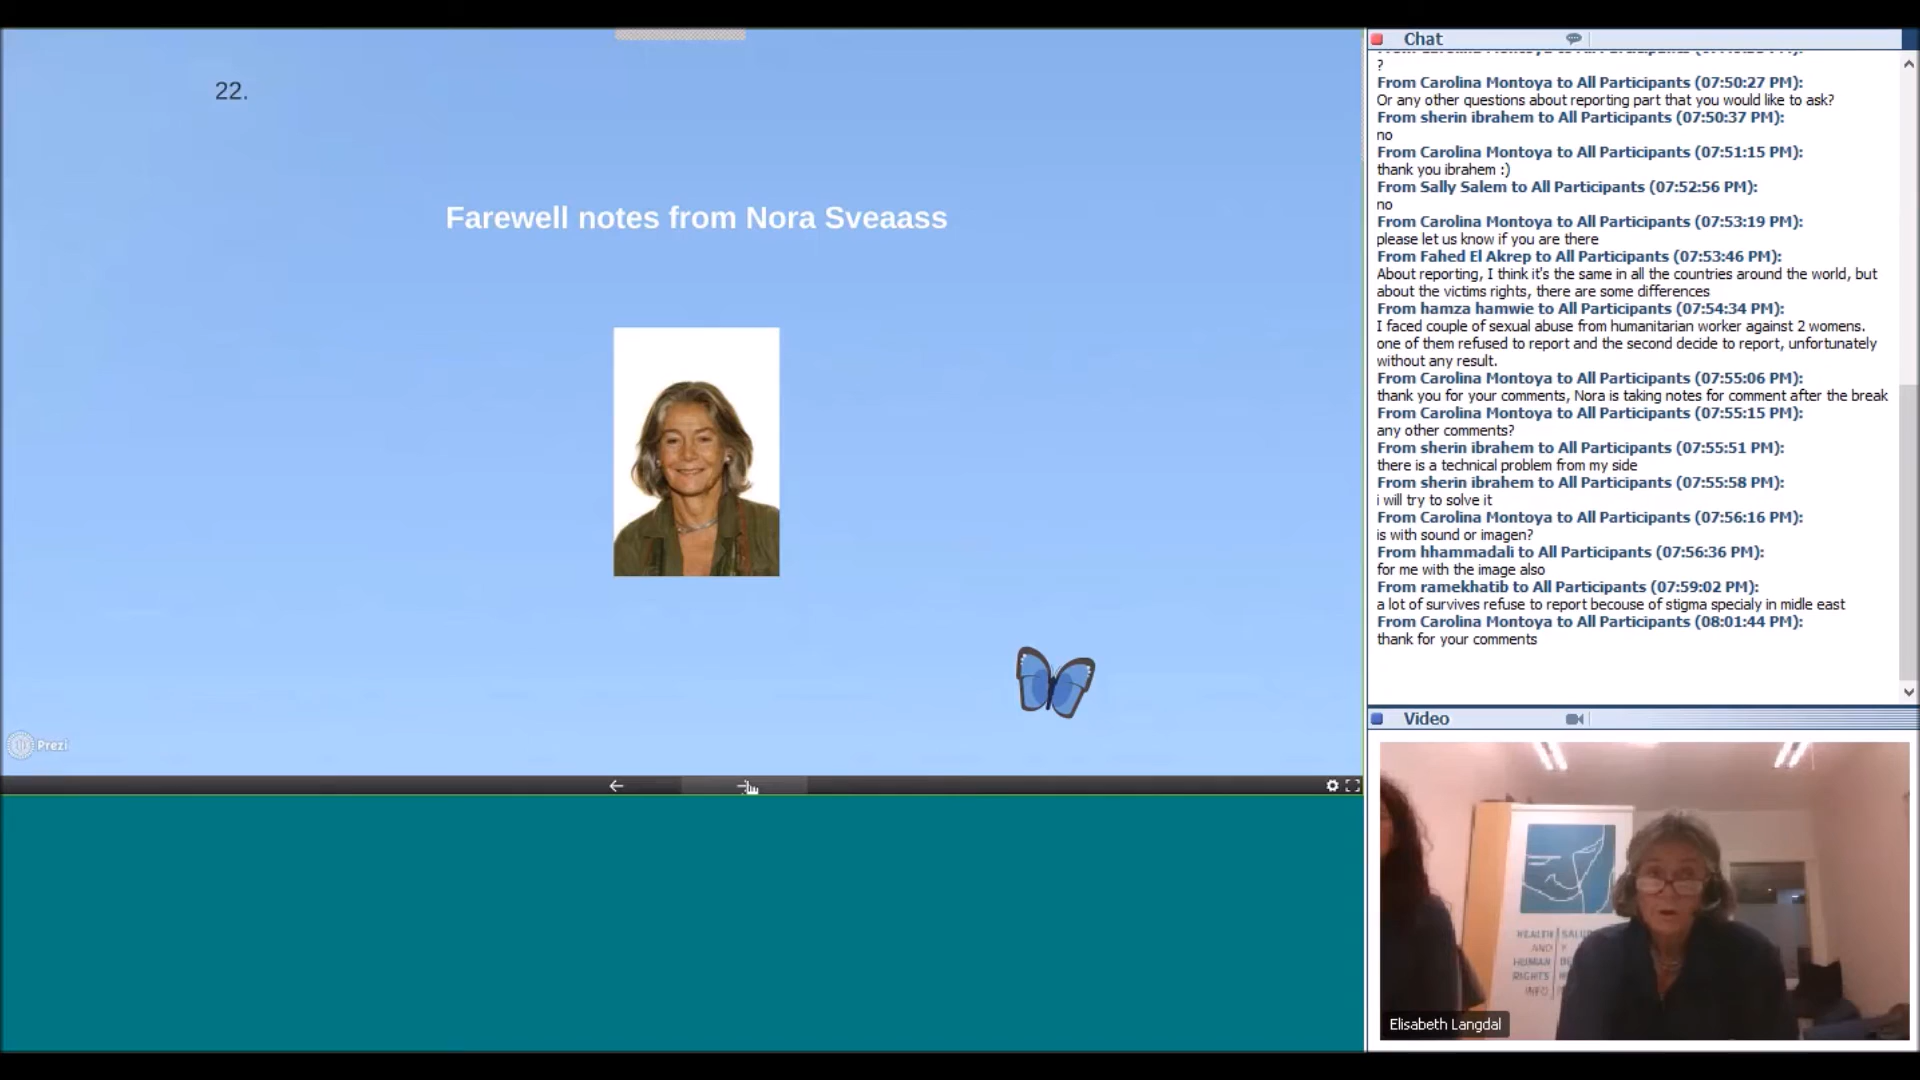 22.
Farewell notes from Nora Sveaass
Prezi
Chat
?
From Carolina Montoya to All Participants (07:50:27 PM):
Or any other questions about reporting part that you would like to ask?
From sherin ibrahem to All Participants (07:50:37 PM):
no
From Carolina Montoya to All Participants (07:51:15 PM):
thank you ibrahem :)
From Sally Salem to All Participants (07:52:56 PM):
no
From Carolina Montoya to All Participants (07:53:19 PM):
please let us know if you are there
From Fahed El Akrep to All Participants (07:53:46 PM):
About reporting, I think it's the same in all the countries around the world, but
about the victims rights, there are some differences
From hamza hamwie to All Participants (07:54:34 PM):
I faced couple of sexual abuse from humanitarian worker against 2 womens.
one of them refused to report and the second decide to report, unfortunately
without any result.
From Carolina Montoya to All Participants (07:55:06 PM):
thank you for your comments, Nora is taking notes for comment after the break
From Carolina Montoya to All Participants (07:55:15 PM):
any other comments?
From sherin ibrahem to All Participants (07:55:51 PM):
there is a technical problem from my side
From sherin ibrahem to All Participants (07:55:58 PM):
i will try to solve it
From Carolina Montoya to All Participants (07:56:16 PM):
is with sound or imagen?
From hhammadali to All Participants (07:56:36 PM):
for me with the image also
From ramekhatib to All Participants (07:59:02 PM):
a lot of survives refuse to report becouse of stigma specialy in midle east
From Carolina Montoya to All Participants (08:01:44 PM):
thank for your comments
Video
HEALTH SALU
AND Y
HUMAN
RIGHTS
INFO
Elisabeth Langdal